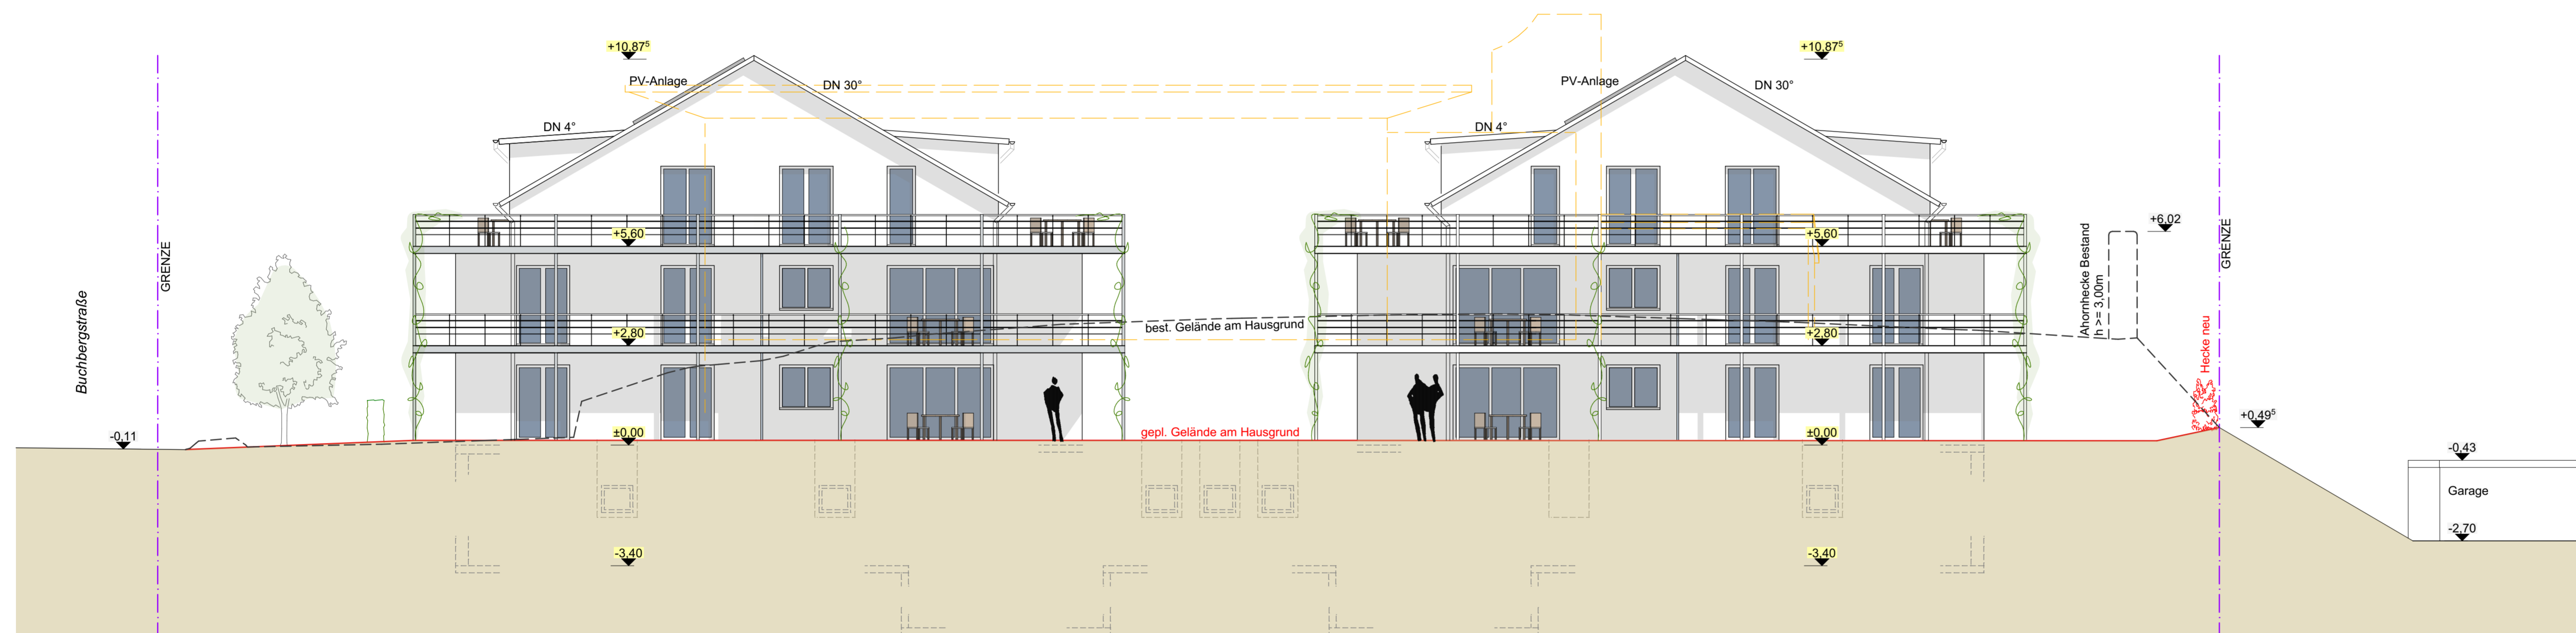 +10,87⁵
PV-Anlage
DN 30°
DN 4°
+10,87⁵
PV-Anlage
DN 30°
DN 4°
Buchbergstraße
GRENZE
+5,60
+2,80
best. Gelände am Hausgrund
+5,60
+2,80
Ahornhecke Bestand
h >= 3,00m
+6,02
GRENZE
Hecke neu
-0,11
±0,00
gepl. Gelände am Hausgrund
±0,00
+0,49⁵
-0,43
Garage
-2,70
-3,40
-3,40